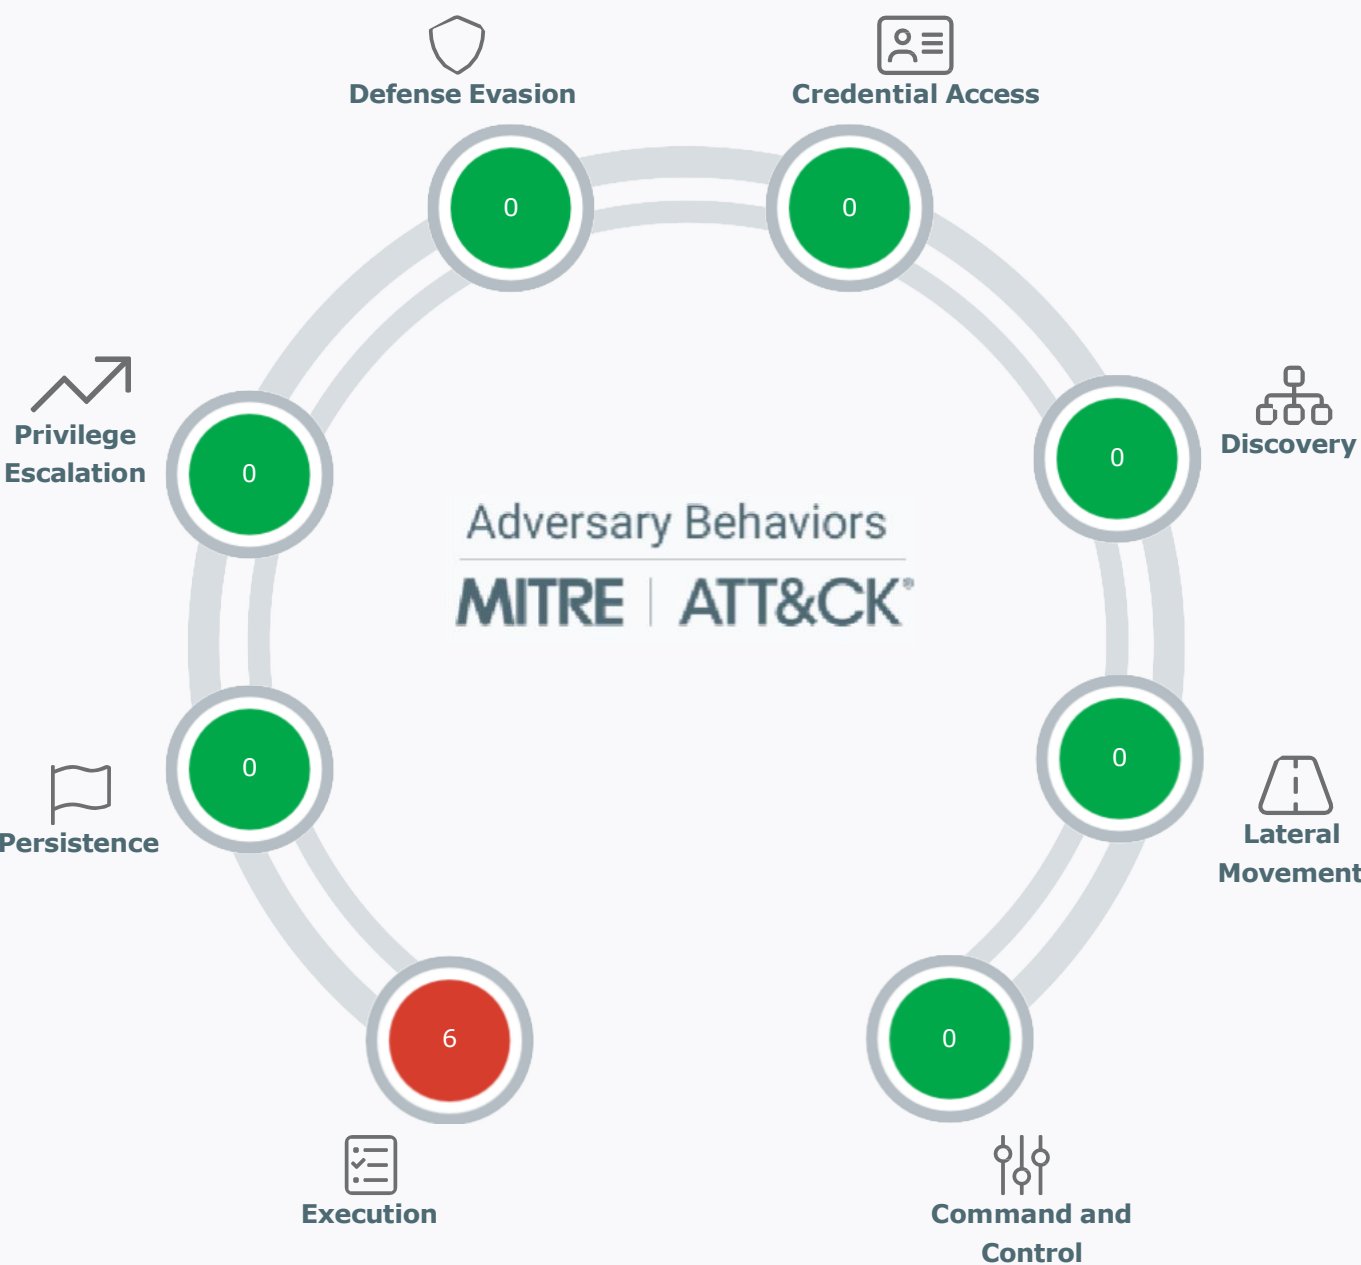 Defense Evasion
Credential Access
0
0
Privilege
Escalation
0
0
Discovery
Adversary Behaviors
MITRE | ATT&CK®
Persistence
0
0
Lateral
Movement
6
0
Execution
Command and
Control